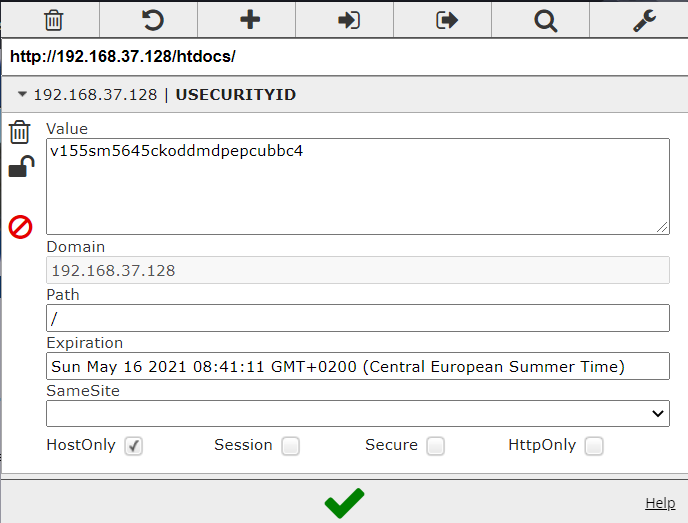 http://192.168.37.128/htdocs/
192.168.37.128 | USECURITYID
Value
v155sm5645ckoddmdpepcubbc4
Domain
192.168.37.128
Path
/
Expiration
Sun May 16 2021 08:41:11 GMT+0200 (Central European Summer Time)
SameSite
HostOnly Session Secure HttpOnly
Help